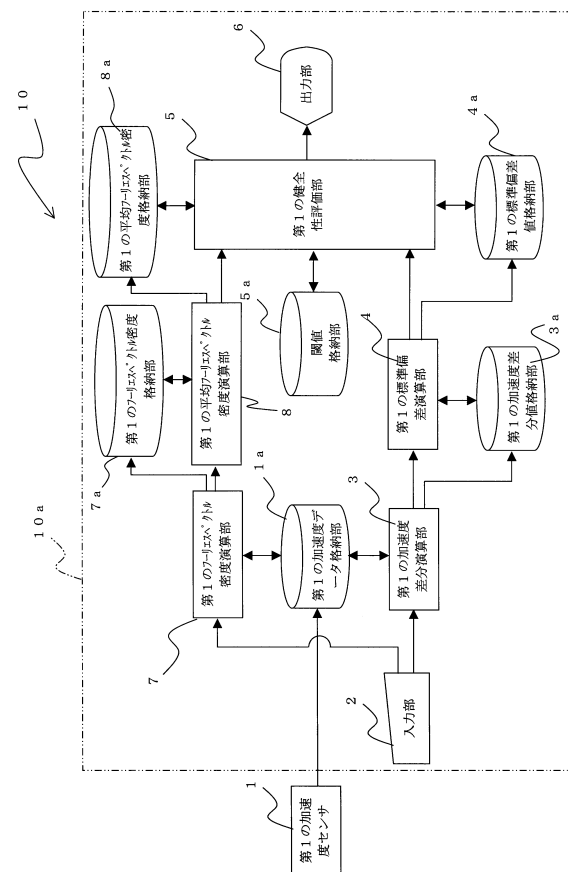 10
10a
8a
第1の平均フーリエスペクトル密
度格納部
7a
第1のフーリエスペクトル密度
格納部
7
第1のフーリエスペクトル
密度演算部
8
第1の平均フーリエスペクトル
密度演算部
5
第1の健全
性評価部
6
出力部
5a
閾値
格納部
1
第1の加速
度センサ
1a
第1の加速度デ
ータ格納部
2
入力部
3
第1の加速度
差分演算部
4
第1の標準偏
差演算部
3a
第1の加速度差
分値格納部
4a
第1の標準偏差
値格納部